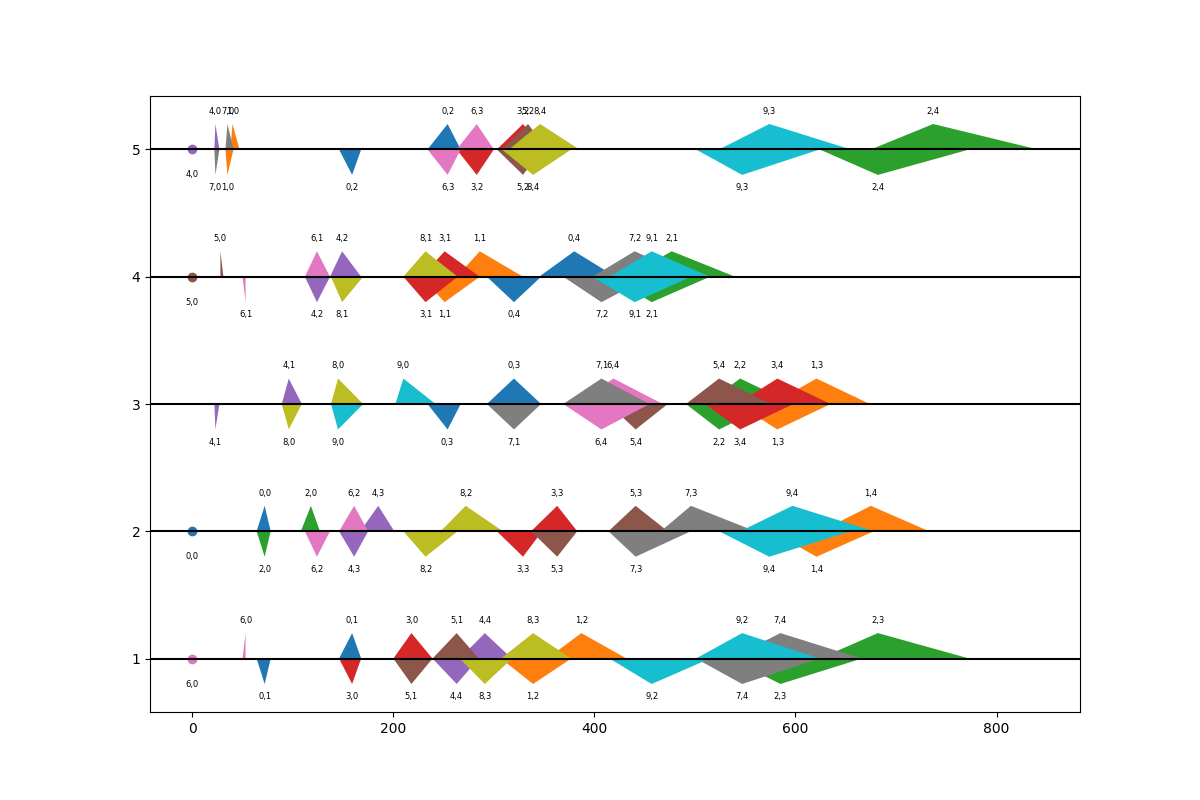 4,0 7,0 1,0 0,2 6,3 3,2 5,2 8,4 9,3 2,4
5
4,0 7,0 1,0 0,2 6,3 3,2 5,2 8,4 9,3 2,4
5,0 6,1 4,2 8,1 3,1 1,1 0,4 7,2 9,1 2,1
4
5,0 6,1 4,2 8,1 3,1 1,1 0,4 7,2 9,1 2,1
4,1 8,0 9,0 0,3 7,1 6,4 5,4 2,2 3,4 1,3
3
4,1 8,0 9,0 0,3 7,1 6,4 5,4 2,2 3,4 1,3
0,0 2,0 6,2 4,3 8,2 3,3 5,3 7,3 9,4 1,4
2
0,0 2,0 6,2 4,3 8,2 3,3 5,3 7,3 9,4 1,4
6,0 0,1 3,0 5,1 4,4 8,3 1,2 9,2 7,4 2,3
1
6,0 0,1 3,0 5,1 4,4 8,3 1,2 9,2 7,4 2,3
0 200 400 600 800